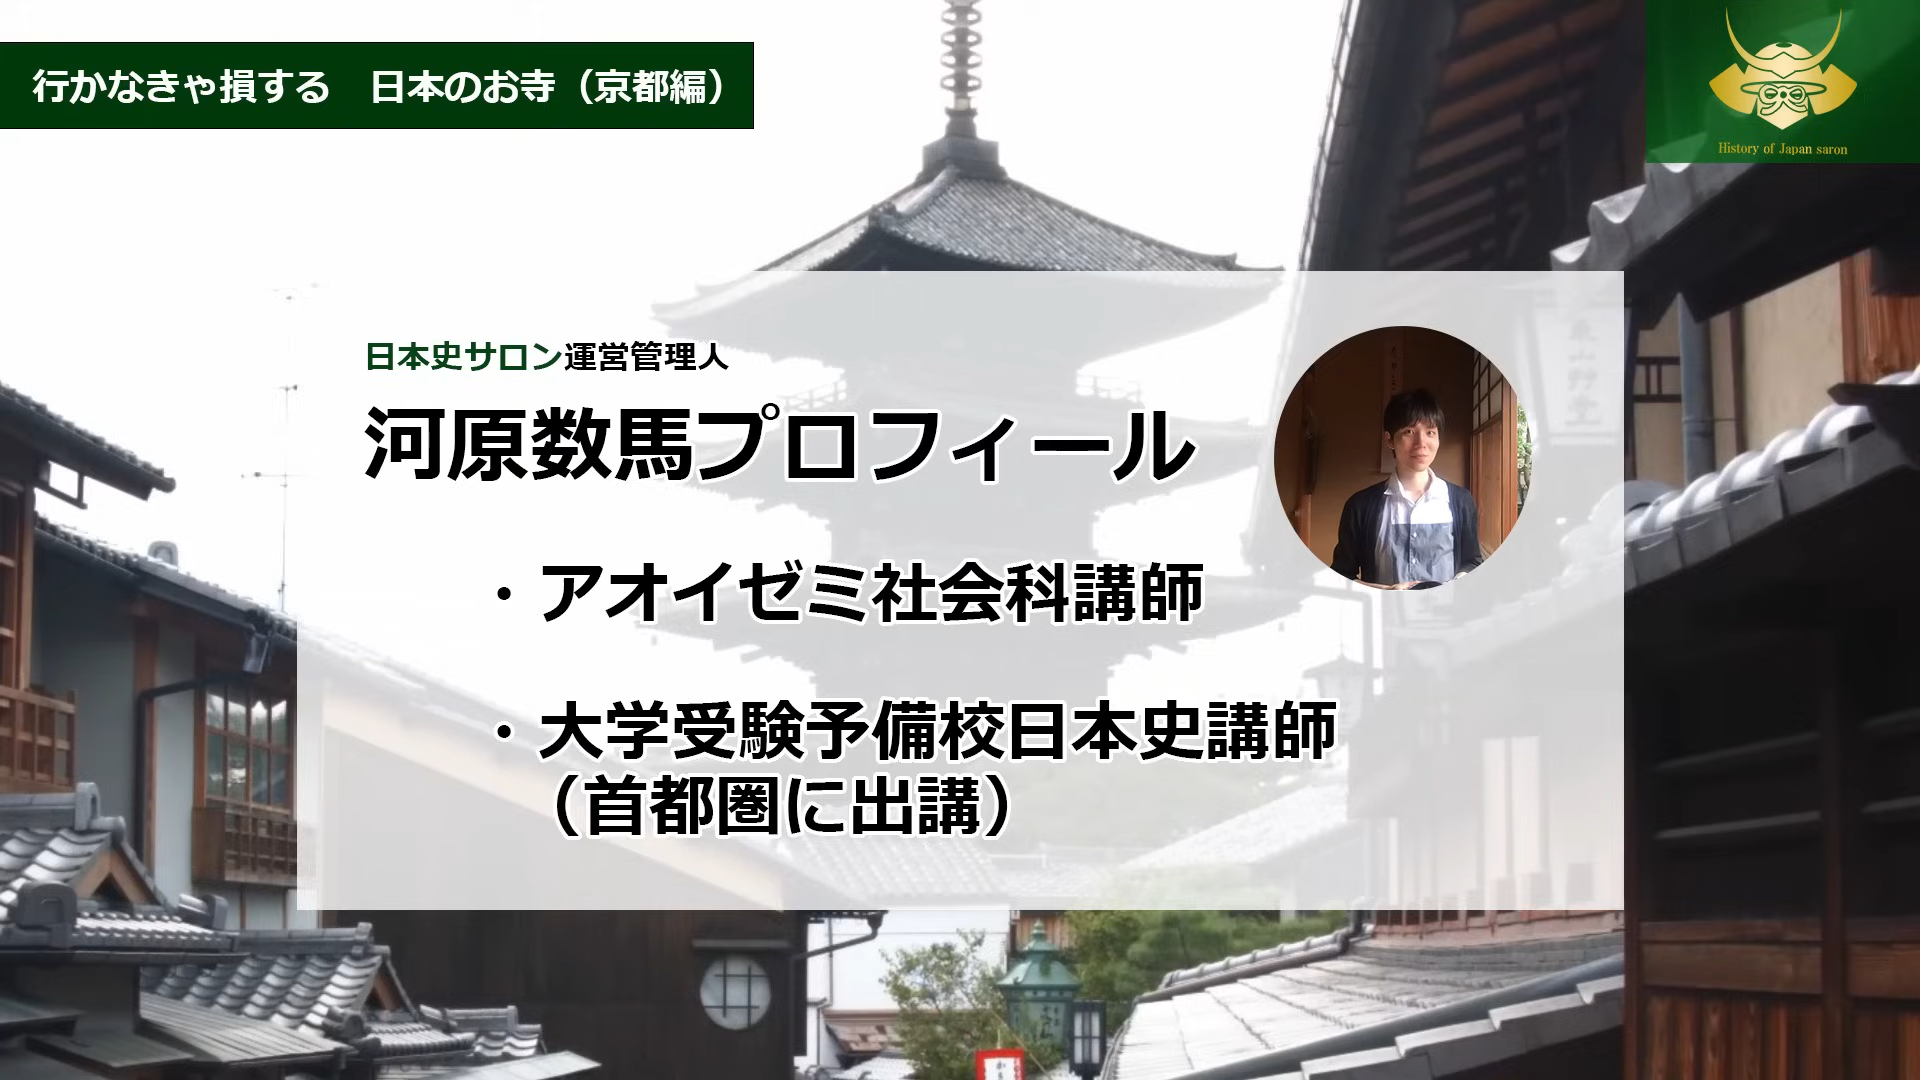 行かなきゃ損する　日本のお寺（京都編）
History of Japan saron
日本史サロン運営管理人
河原数馬プロフィール
・アオイゼミ社会科講師
・大学受験予備校日本史講師
（首都圏に出講）